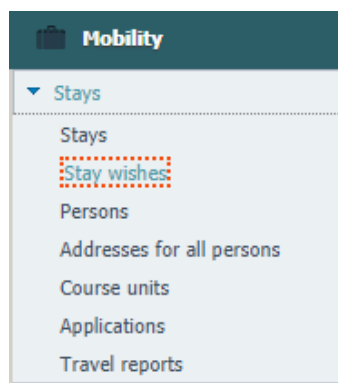 Mobility
Stays
Stays
Stay wishes
Persons
Addresses for all persons
Course units
Applications
Travel reports